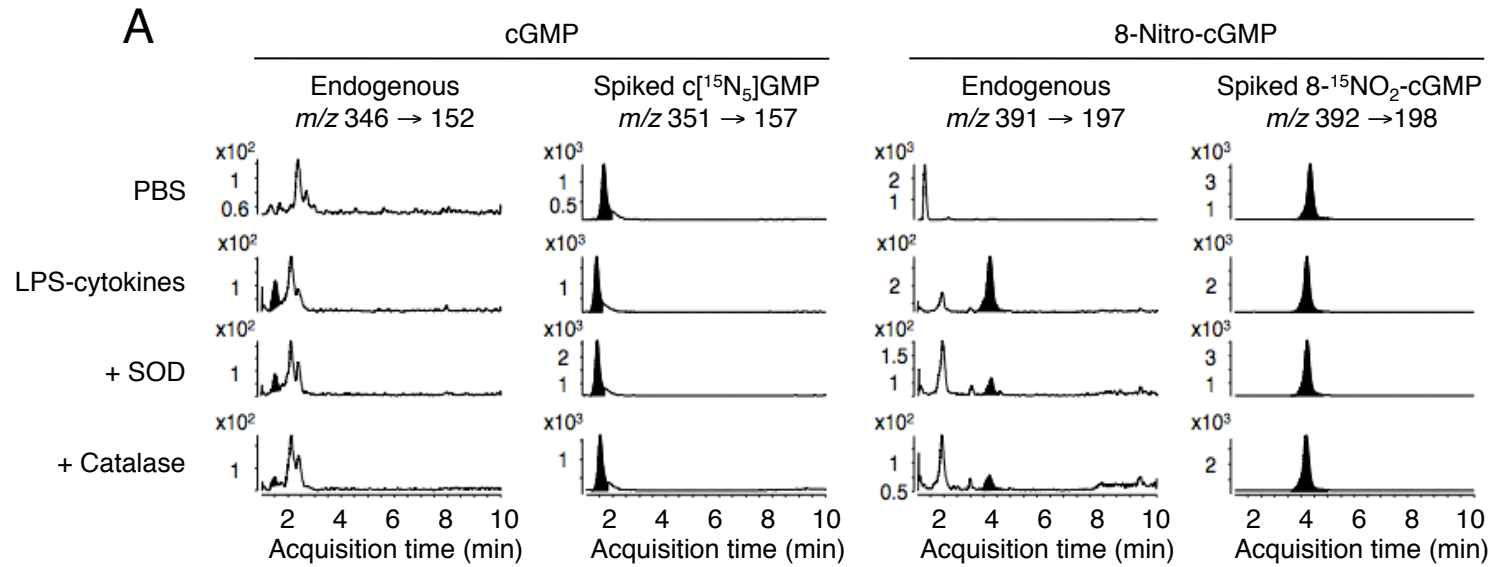 A
cGMP
8-Nitro-cGMP
Endogenous
m/z 346 → 152
Spiked c[¹⁵N₅]GMP
m/z 351 → 157
Endogenous
m/z 391 → 197
Spiked 8-¹⁵NO₂-cGMP
m/z 392 →198
PBS
x10²
1
0.6
x10³
1
0.5
x10³
2
1
x10³
3
1
LPS-cytokines
x10²
1
x10³
1
x10²
2
x10³
2
+ SOD
x10²
1
x10³
2
1
x10²
1.5
1
x10³
3
1
+ Catalase
x10²
1
x10³
1
x10²
1
0.5
x10³
2
2 4 6 8 10
2 4 6 8 10
2 4 6 8 10
2 4 6 8 10
Acquisition time (min)
Acquisition time (min)
Acquisition time (min)
Acquisition time (min)